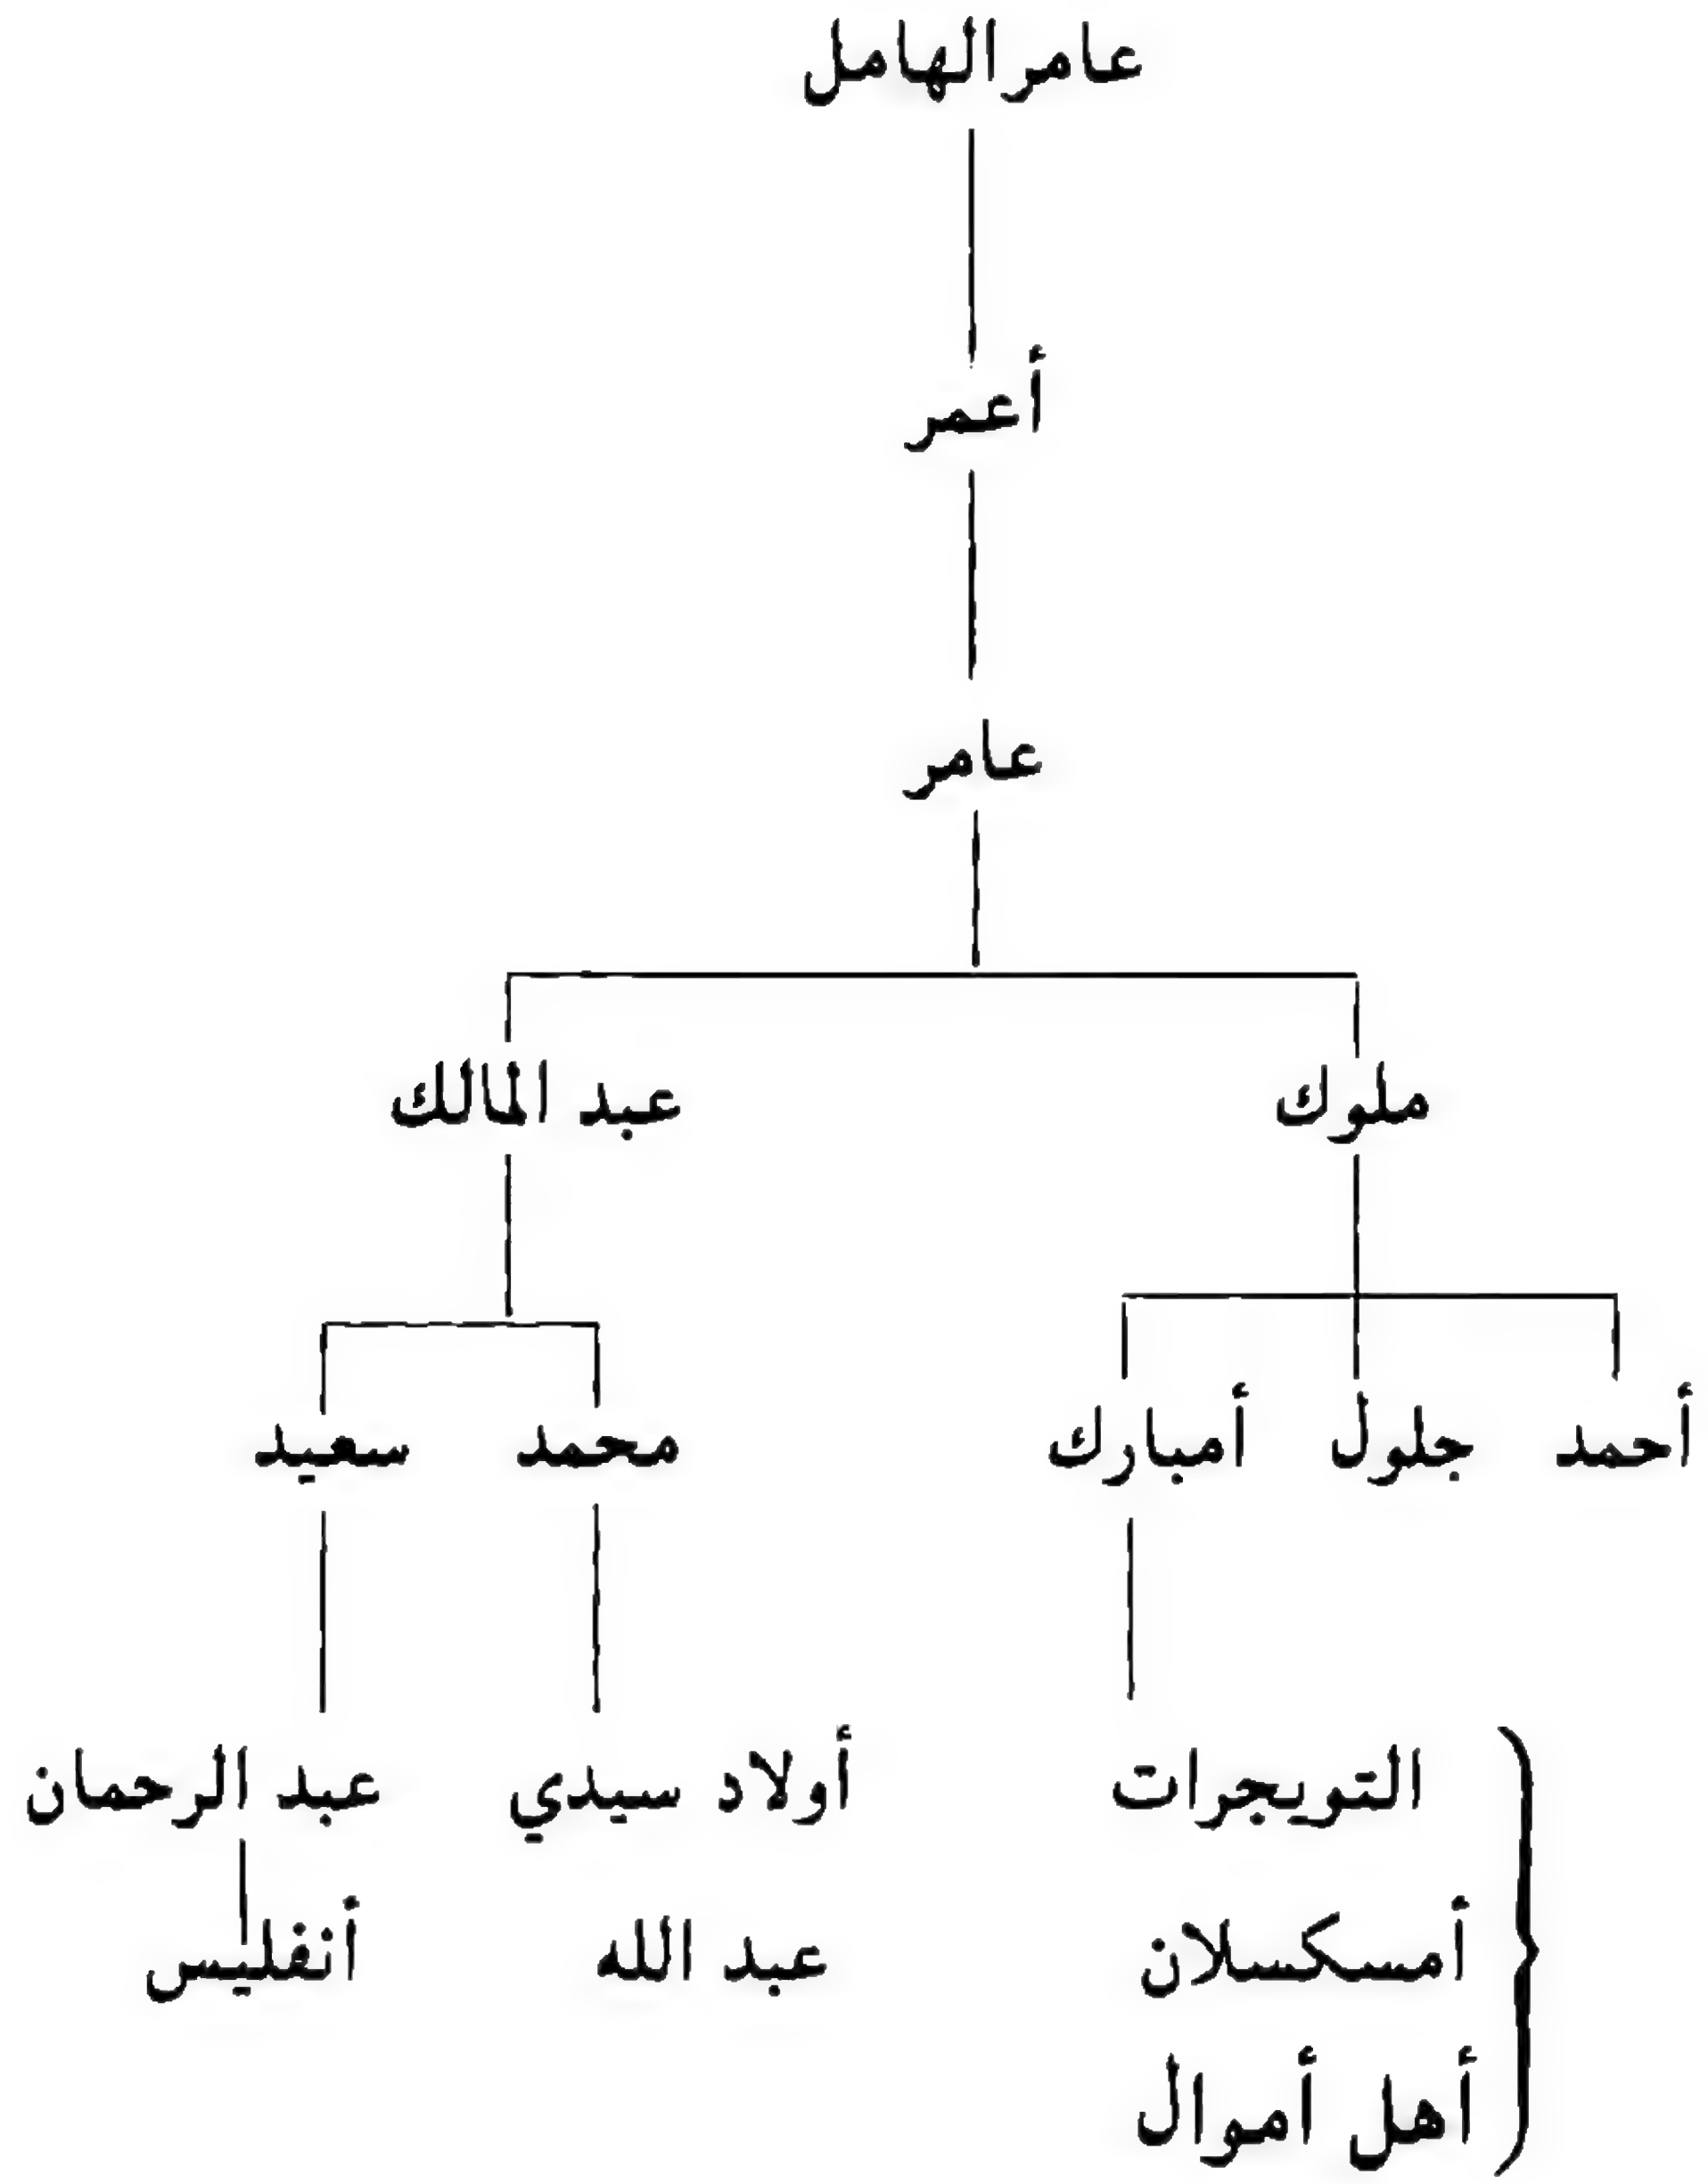 عامر الهامل
أعمر
عامر
ملوك
عبد المالك
أحمد
جلول
أمبارك
محمد
سعيد
التويجرات
أمسكسلان
أهل أموال
أولاد سيدي
عبد الله
عبد الرحمان
أنفليس